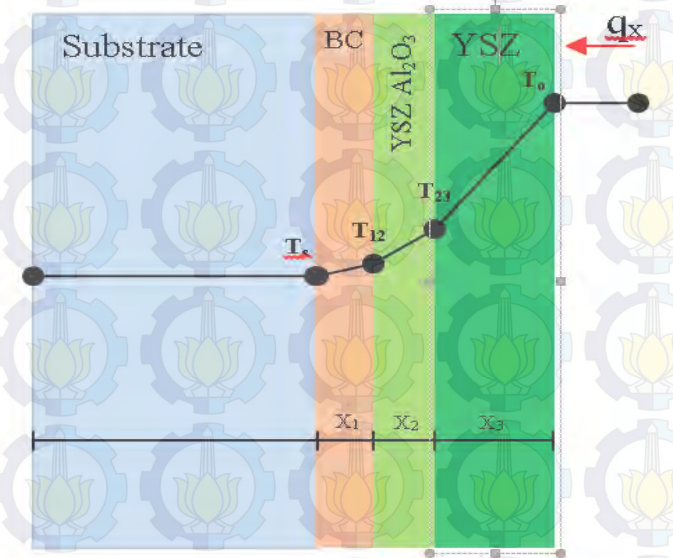 Substrate
BC
YSZ Al₂O₃
YSZ
qx
Tₒ
T₂₃
T₁₂
Tₛ
X₁
X₂
X₃